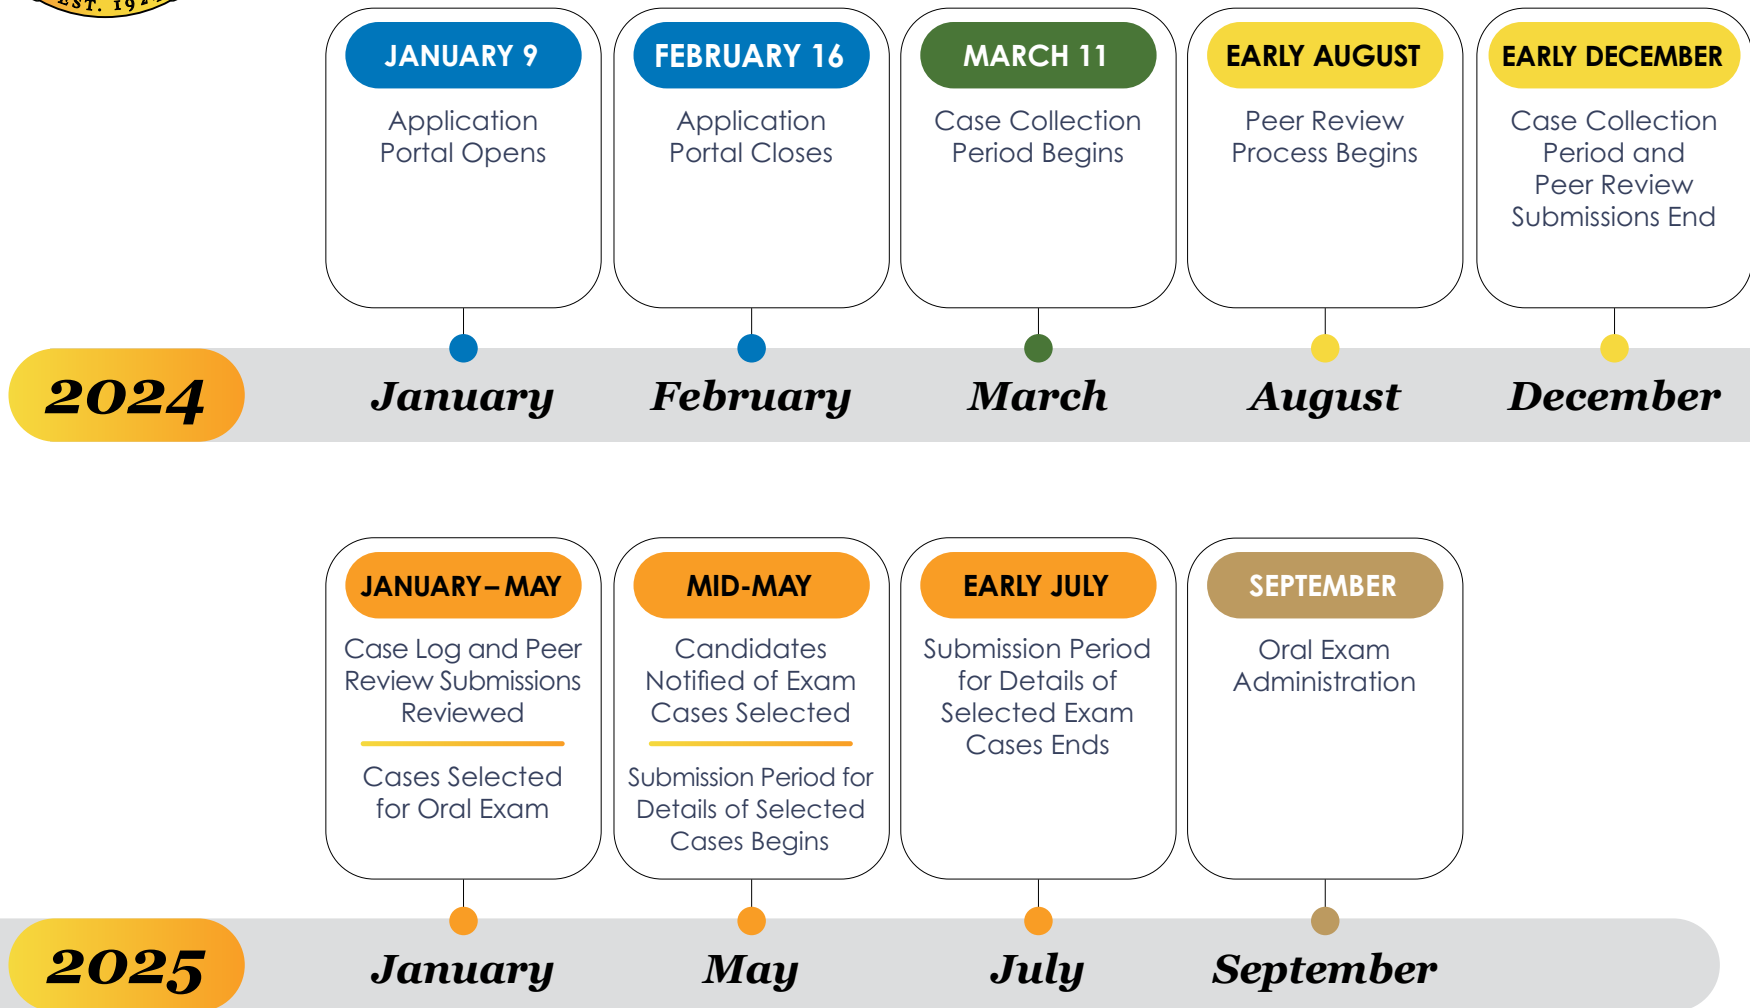 EST. 19
JANUARY 9
Application
Portal Opens
FEBRUARY 16
Application
Portal Closes
MARCH 11
Case Collection
Period Begins
EARLY AUGUST
Peer Review
Process Begins
EARLY DECEMBER
Case Collection
Period and
Peer Review
Submissions End
2024
January
February
March
August
December
JANUARY–MAY
Case Log and Peer
Review Submissions
Reviewed
Cases Selected
for Oral Exam
MID-MAY
Candidates
Notified of Exam
Cases Selected
Submission Period for
Details of Selected
Cases Begins
EARLY JULY
Submission Period
for Details of
Selected Exam
Cases Ends
SEPTEMBER
Oral Exam
Administration
2025
January
May
July
September